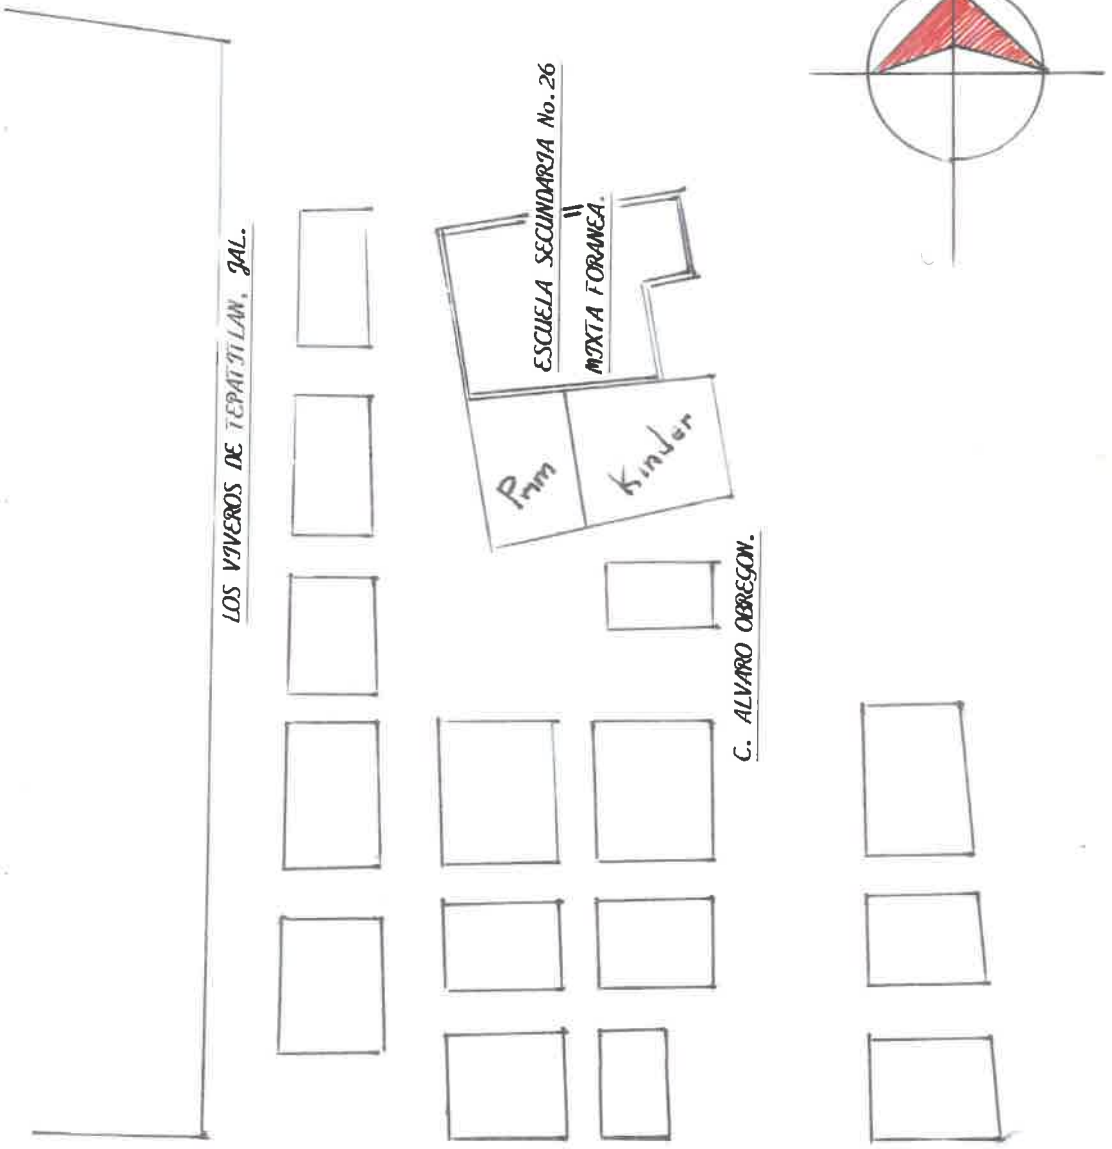 LOS VIVEROS DE TEPATITLAN, JAL.
ESCUELA SECUNDARIA No. 26
"
MIXTA FORANEA.
Prim
Kinder
C. ALVARO OBREGON.